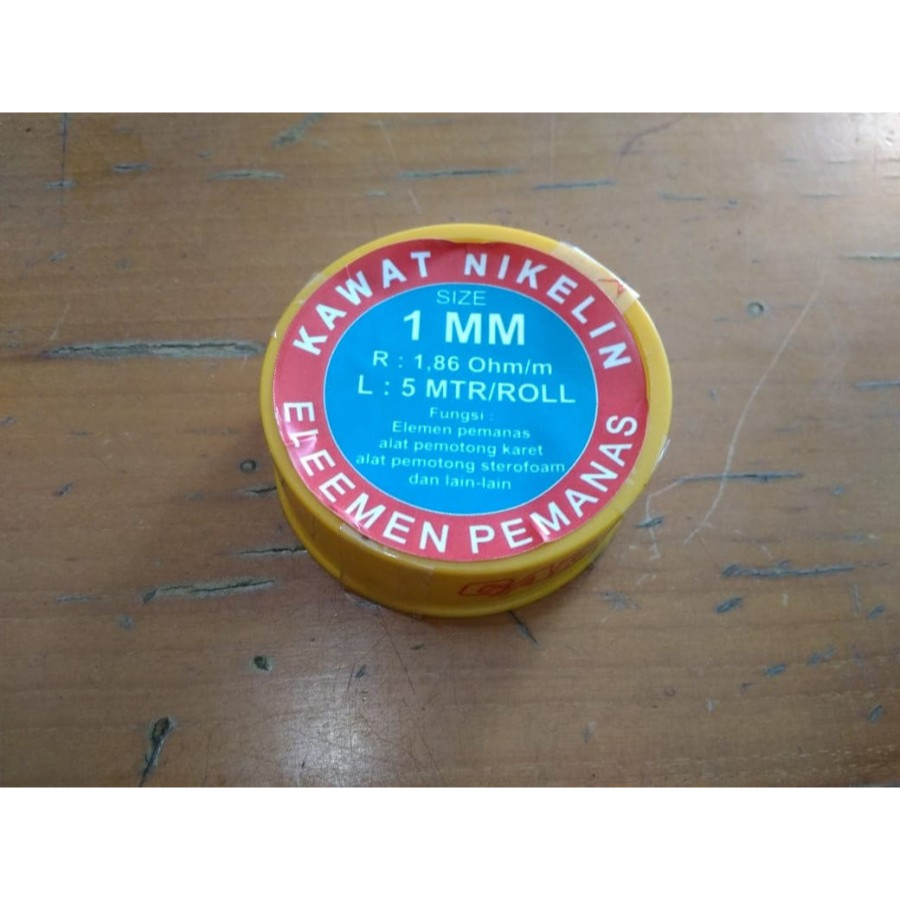 KAWAT NIKELIN
SIZE
1 MM
R : 1,86 Ohm/m
L : 5 MTR/ROLL
Fungsi :
Elemen pemanas
alat pemotong karet
alat pemotong sterofoam
dan lain-lain
ELEEMEN PEMANAS